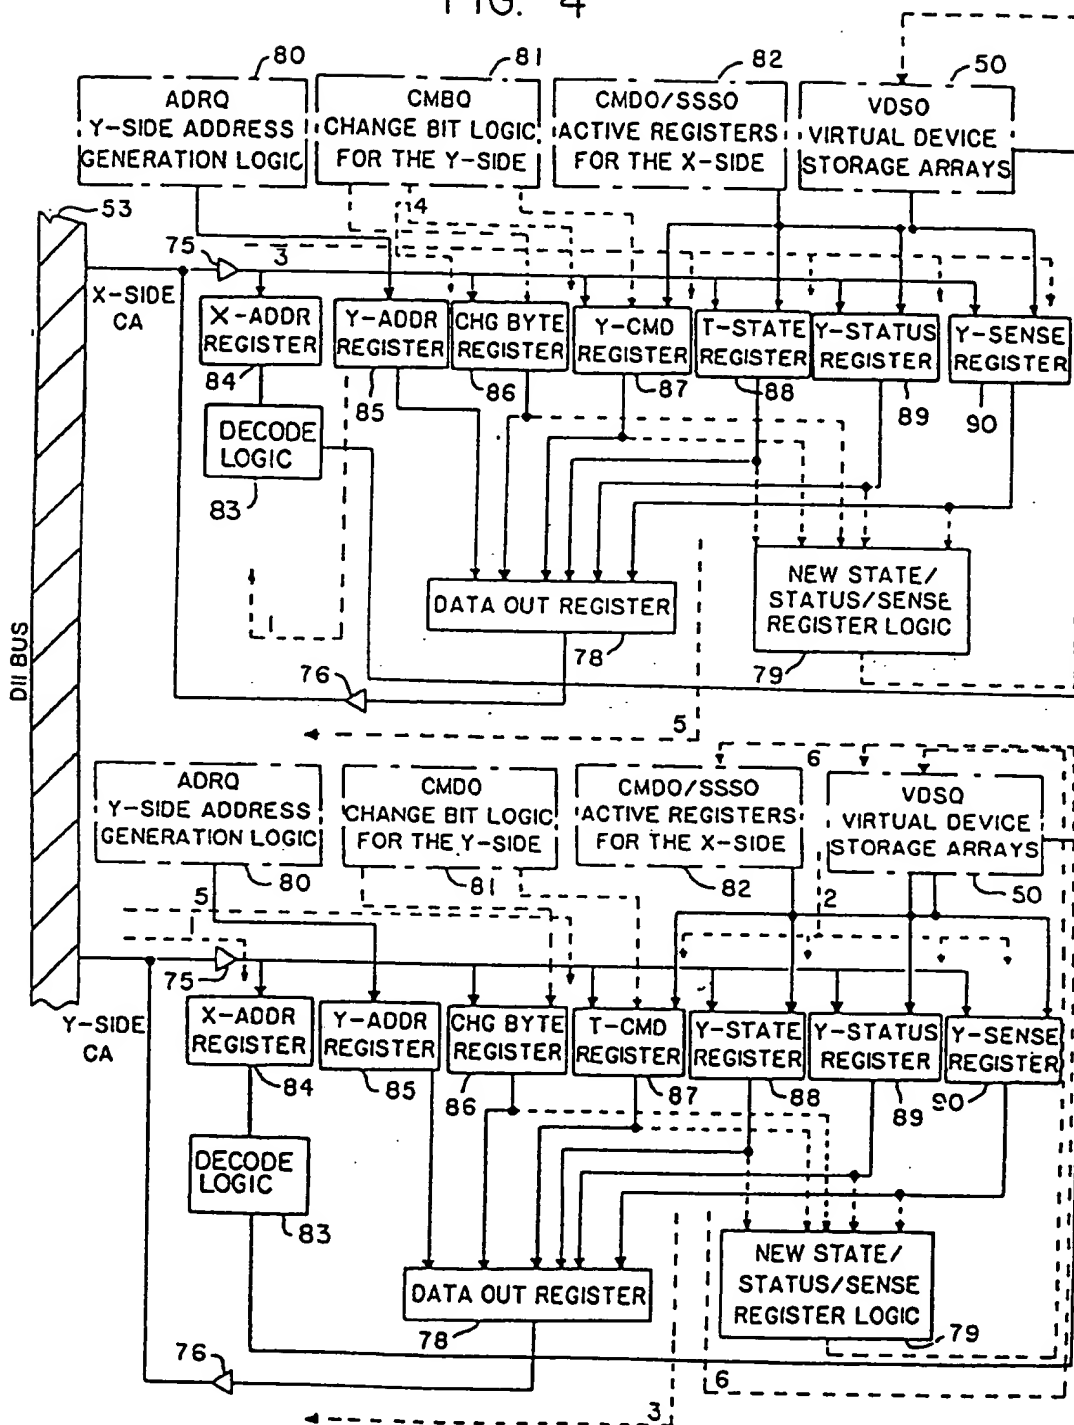 FIG. 4
80
81
82
50
ADRQ
Y-SIDE ADDRESS
GENERATION LOGIC
CMBQ
CHANGE BIT LOGIC
FOR THE Y-SIDE
CMDO/SSSO
ACTIVE REGISTERS
FOR THE X-SIDE
VDSO
VIRTUAL DEVICE
STORAGE ARRAYS
53
4
75
3
X-SIDE
CA
X-ADDR
REGISTER
84
Y-ADDR
REGISTER
85
CHG BYTE
REGISTER
86
Y-CMD
REGISTER
87
T-STATE
REGISTER
88
Y-STATUS
REGISTER
89
Y-SENSE
REGISTER
90
DECODE
LOGIC
83
1
DATA OUT REGISTER
78
NEW STATE/
STATUS/SENSE
REGISTER LOGIC
79
76
DII BUS
5
6
ADRQ
Y-SIDE ADDRESS
GENERATION LOGIC
80
CMDO
CHANGE BIT LOGIC
FOR THE Y-SIDE
81
CMDO/SSSO
ACTIVE REGISTERS
FOR THE X-SIDE
82
VDSQ
VIRTUAL DEVICE
STORAGE ARRAYS
50
5
1
2
75
Y-SIDE
CA
X-ADDR
REGISTER
84
Y-ADDR
REGISTER
85
CHG BYTE
REGISTER
86
T-CMD
REGISTER
87
Y-STATE
REGISTER
88
Y-STATUS
REGISTER
89
Y-SENSE
REGISTER
90
DECODE
LOGIC
83
DATA OUT REGISTER
78
NEW STATE/
STATUS/SENSE
REGISTER LOGIC
79
76
6
3